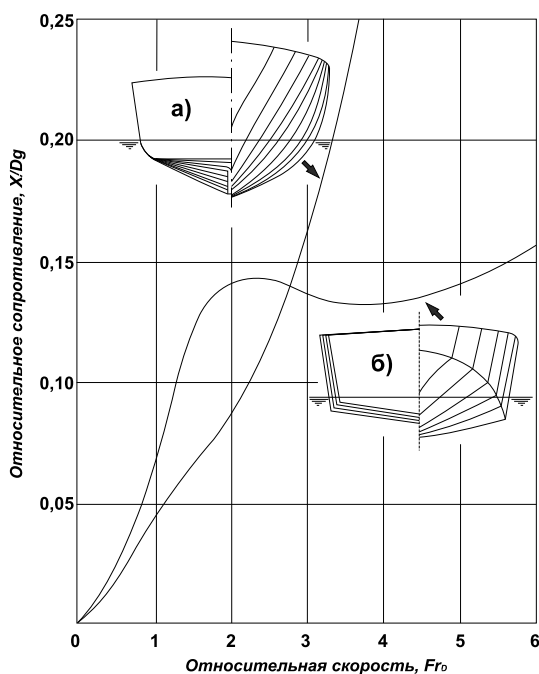 0,25
а)
0,20
0,15
б)
0,10
0,05
0 1 2 3 4 5 6
Относительное сопротивление, X/Dg
Относительная скорость, FrD